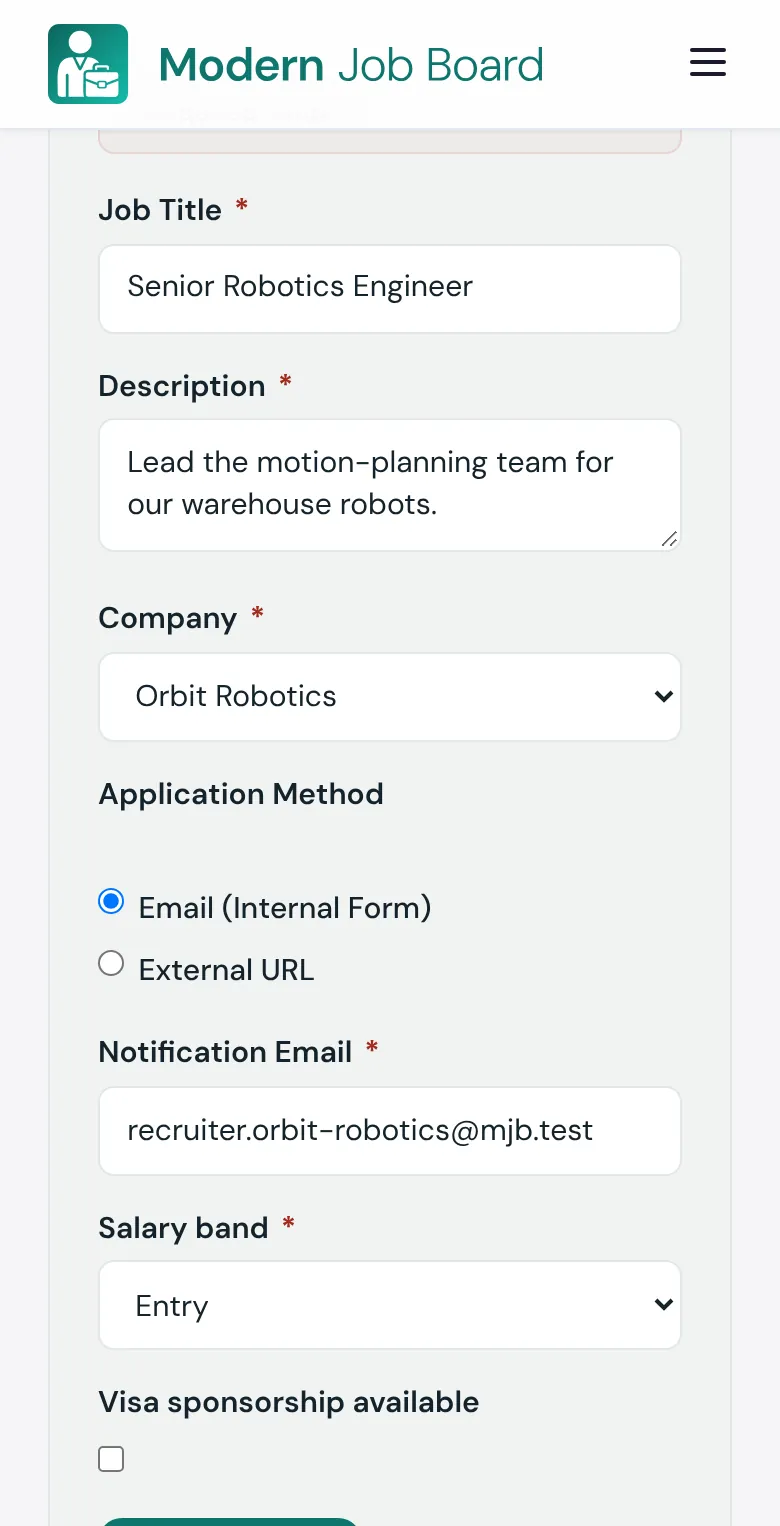 Modern Job Board
Job Title *
Senior Robotics Engineer
Description *
Lead the motion-planning team for
our warehouse robots.
Company *
Orbit Robotics
Application Method
Email (Internal Form)
External URL
Notification Email *
recruiter.orbit-robotics@mjb.test
Salary band *
Entry
Visa sponsorship available